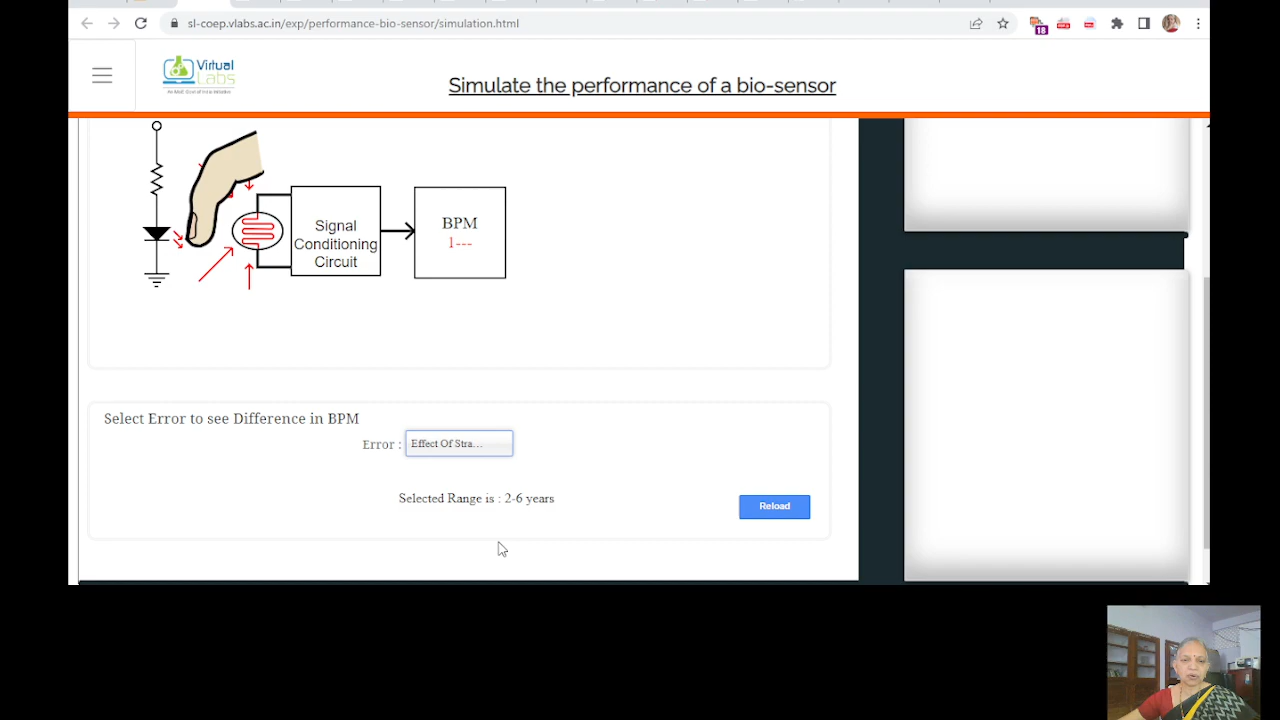 sl-coep.vlabs.ac.in/exp/performance-bio-sensor/simulation.html
18
Virtual
Labs
Simulate the performance of a bio-sensor
Signal
Conditioning
Circuit
BPM
1---
Select Error to see Difference in BPM
Error :
Effect Of Stra...
Selected Range is : 2-6 years
Reload